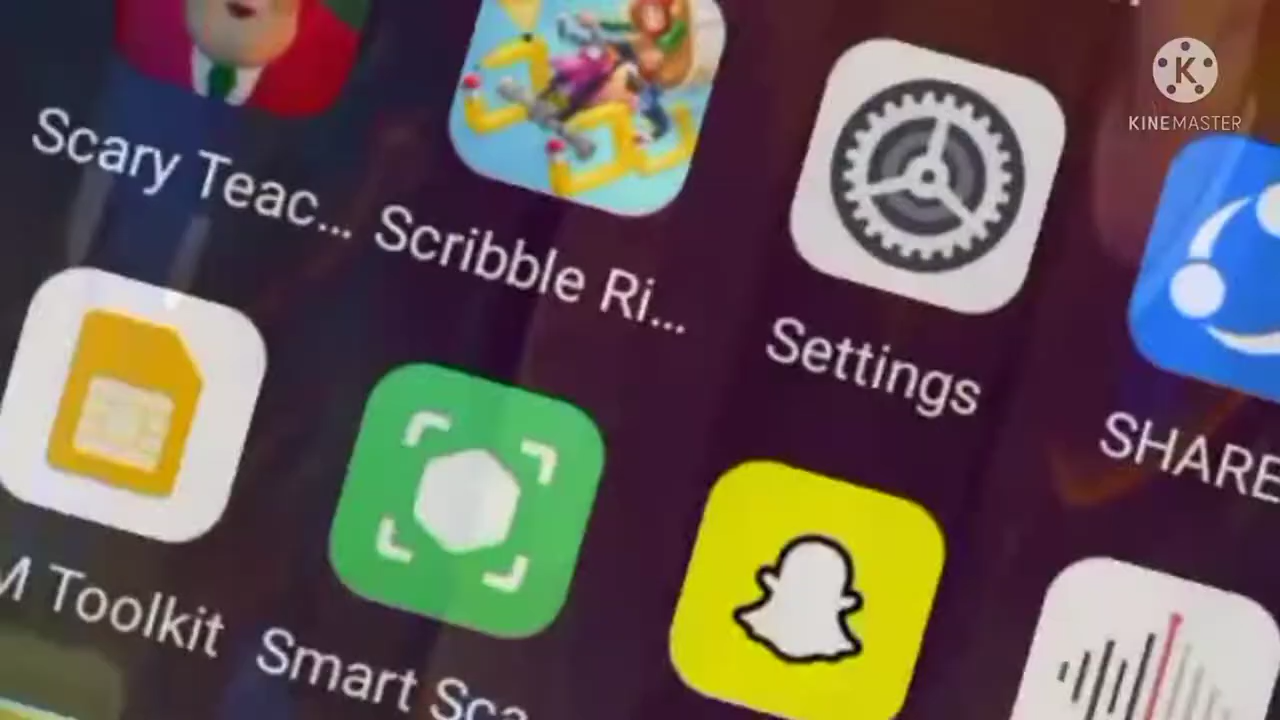 K
KINEMASTER
Scary Teac...
Scribble Ri...
Settings
SHARE
M Toolkit
Smart Sca